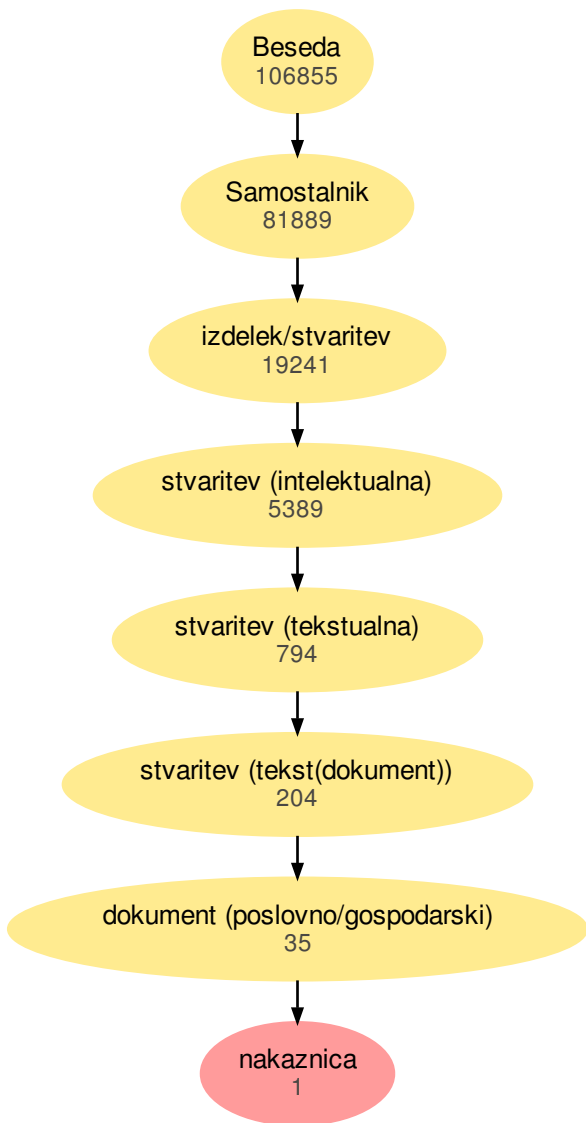 Beseda
106855
Samostalnik
81889
izdelek/stvaritev
19241
stvaritev (intelektualna)
5389
stvaritev (tekstualna)
794
stvaritev (tekst(dokument))
204
dokument (poslovno/gospodarski)
35
nakaznica
1